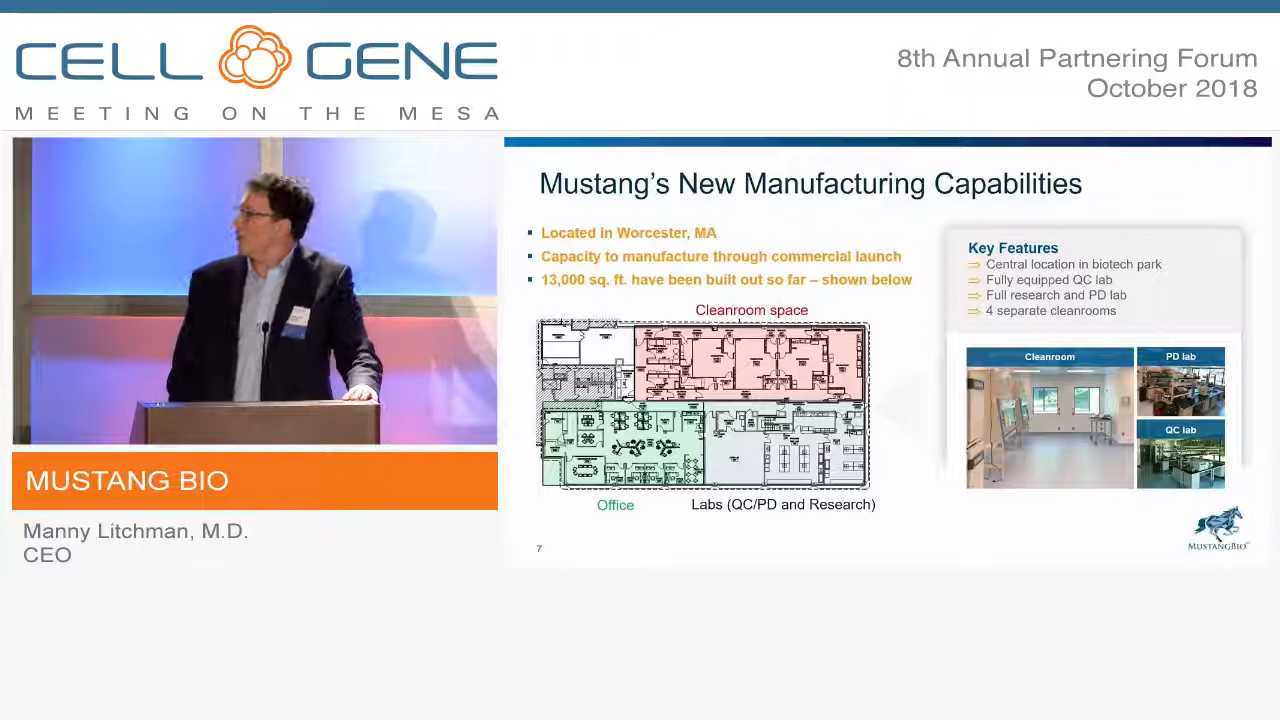 CELL GENE
MEETING ON THE MESA
8th Annual Partnering Forum
October 2018
Mustang's New Manufacturing Capabilities
▪ Located in Worcester, MA
▪ Capacity to manufacture through commercial launch
▪ 13,000 sq. ft. have been built out so far – shown below
Cleanroom space
Office
Labs (QC/PD and Research)
Key Features
⇒ Central location in biotech park
⇒ Fully equipped QC lab
⇒ Full research and PD lab
⇒ 4 separate cleanrooms
Cleanroom
PD lab
QC lab
7
MUSTANGBIO
MUSTANG BIO
Manny Litchman, M.D.
CEO